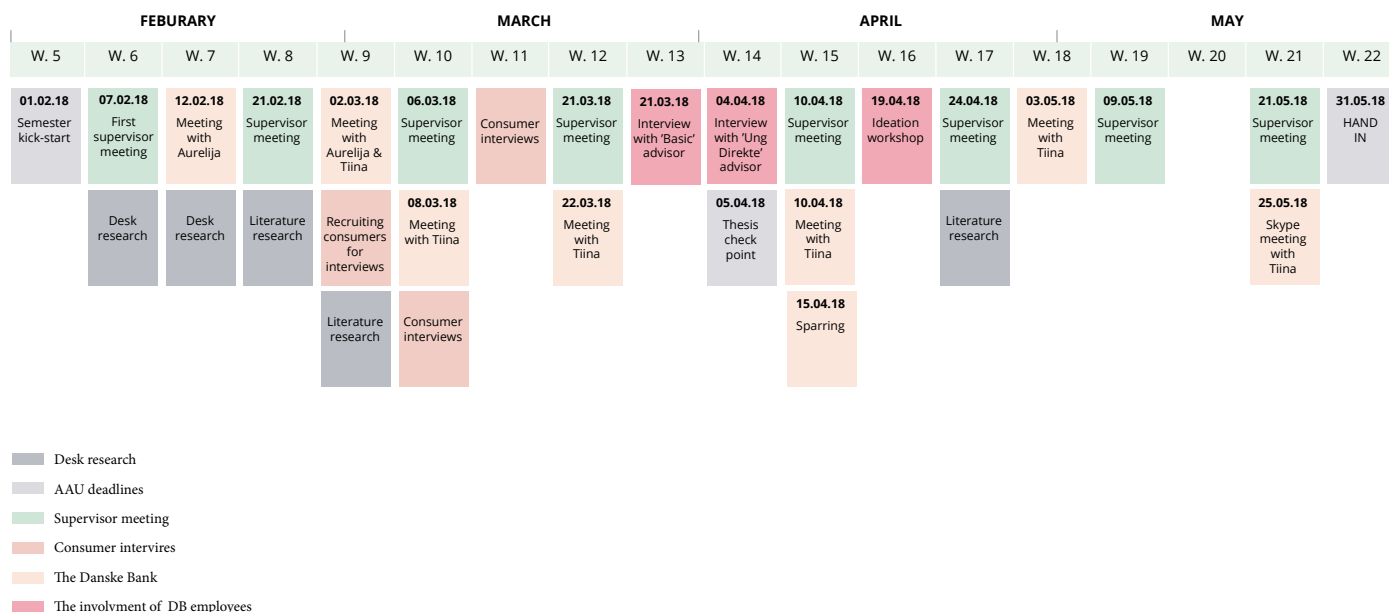 FEBURARY MARCH APRIL MAY
W. 5 W. 6 W. 7 W. 8 W. 9 W. 10 W. 11 W. 12 W. 13 W. 14 W. 15 W. 16 W. 17 W. 18 W. 19 W. 20 W. 21 W. 22
01.02.18
Semester
kick-start
07.02.18
First
supervisor
meeting
12.02.18
Meeting
with
Aurelija
21.02.18
Supervisor
meeting
02.03.18
Meeting
with
Aurelija &
Tiina
06.03.18
Supervisor
meeting
Consumer
interviews
21.03.18
Supervisor
meeting
21.03.18
Interview
with ‘Basic’
advisor
04.04.18
Interview
with ‘Ung
Direkte’
advisor
10.04.18
Supervisor
meeting
19.04.18
Ideation
workshop
24.04.18
Supervisor
meeting
03.05.18
Meeting
with
Tiina
09.05.18
Supervisor
meeting
21.05.18
Supervisor
meeting
31.05.18
HAND
IN
Desk
research
Desk
research
Literature
research
Recruiting
consumers
for
interviews
08.03.18
Meeting
with Tiina
22.03.18
Meeting
with
Tiina
05.04.18
Thesis
check
point
10.04.18
Meeting
with
Tiina
Literature
research
25.05.18
Skype
meeting
with
Tiina
Literature
research
Consumer
interviews
15.04.18
Sparring
Desk research
AAU deadlines
Supervisor meeting
Consumer intervires
The Danske Bank
The involvment of DB employees